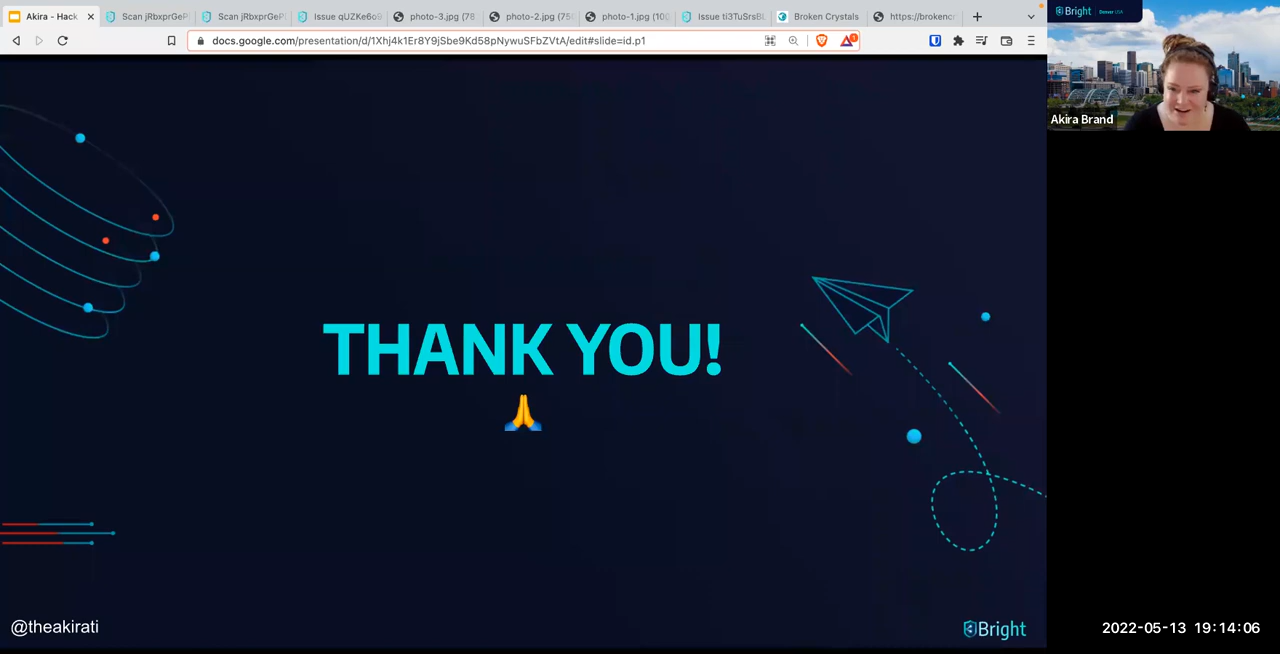 Akira - Hack
Scan jRbxprGeP
Scan jRbxprGeP
Issue qUZKe6o
photo-3.jpg (78
photo-2.jpg (75
photo-1.jpg (10
Issue ti3TuSrsB
Broken Crystals
https://brokencr
docs.google.com/presentation/d/1Xhj4k1Er8Y9jSbe9Kd58pNywuSFbZVtA/edit#slide=id.p1
Bright Denver USA
Akira Brand
THANK YOU!
@theakirati
Bright
2022-05-13 19:14:06